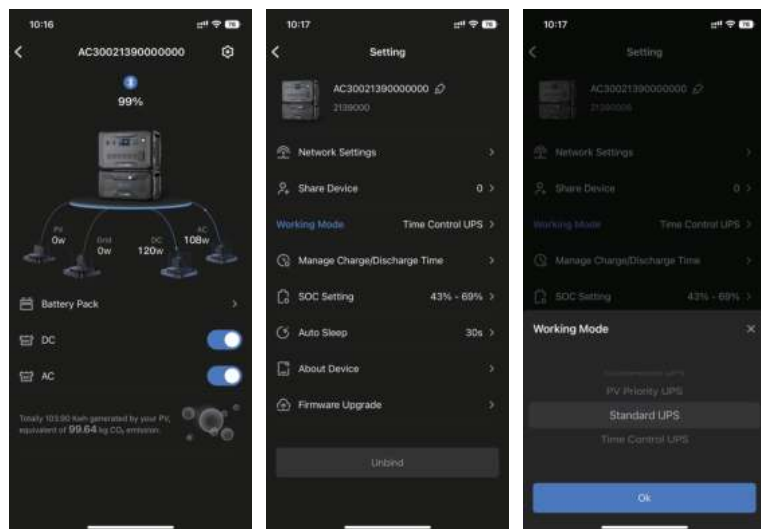 10:16
76
AC30021390000000
99%
PV
0w
Grid
0w
DC
120w
AC
108w
Battery Pack
DC
AC
Totally 103.90 Kwh generated by your PV,
equivalent of 99.64 kg CO₂ emission.
10:17
76
Setting
AC30021390000000
2139000
Network Settings
Share Device 0
Working Mode Time Control UPS
Manage Charge/Discharge Time
SOC Setting 43% - 69%
Auto Sleep 30s
About Device
Firmware Upgrade
Unbind
10:17
76
Setting
AC30021390000000
Network Settings
Share Device 0
Working Mode Time Control UPS
Manage Charge/Discharge Time
SOC Setting 43% - 69%
Working Mode
PV Priority UPS
Standard UPS
Time Control UPS
Ok